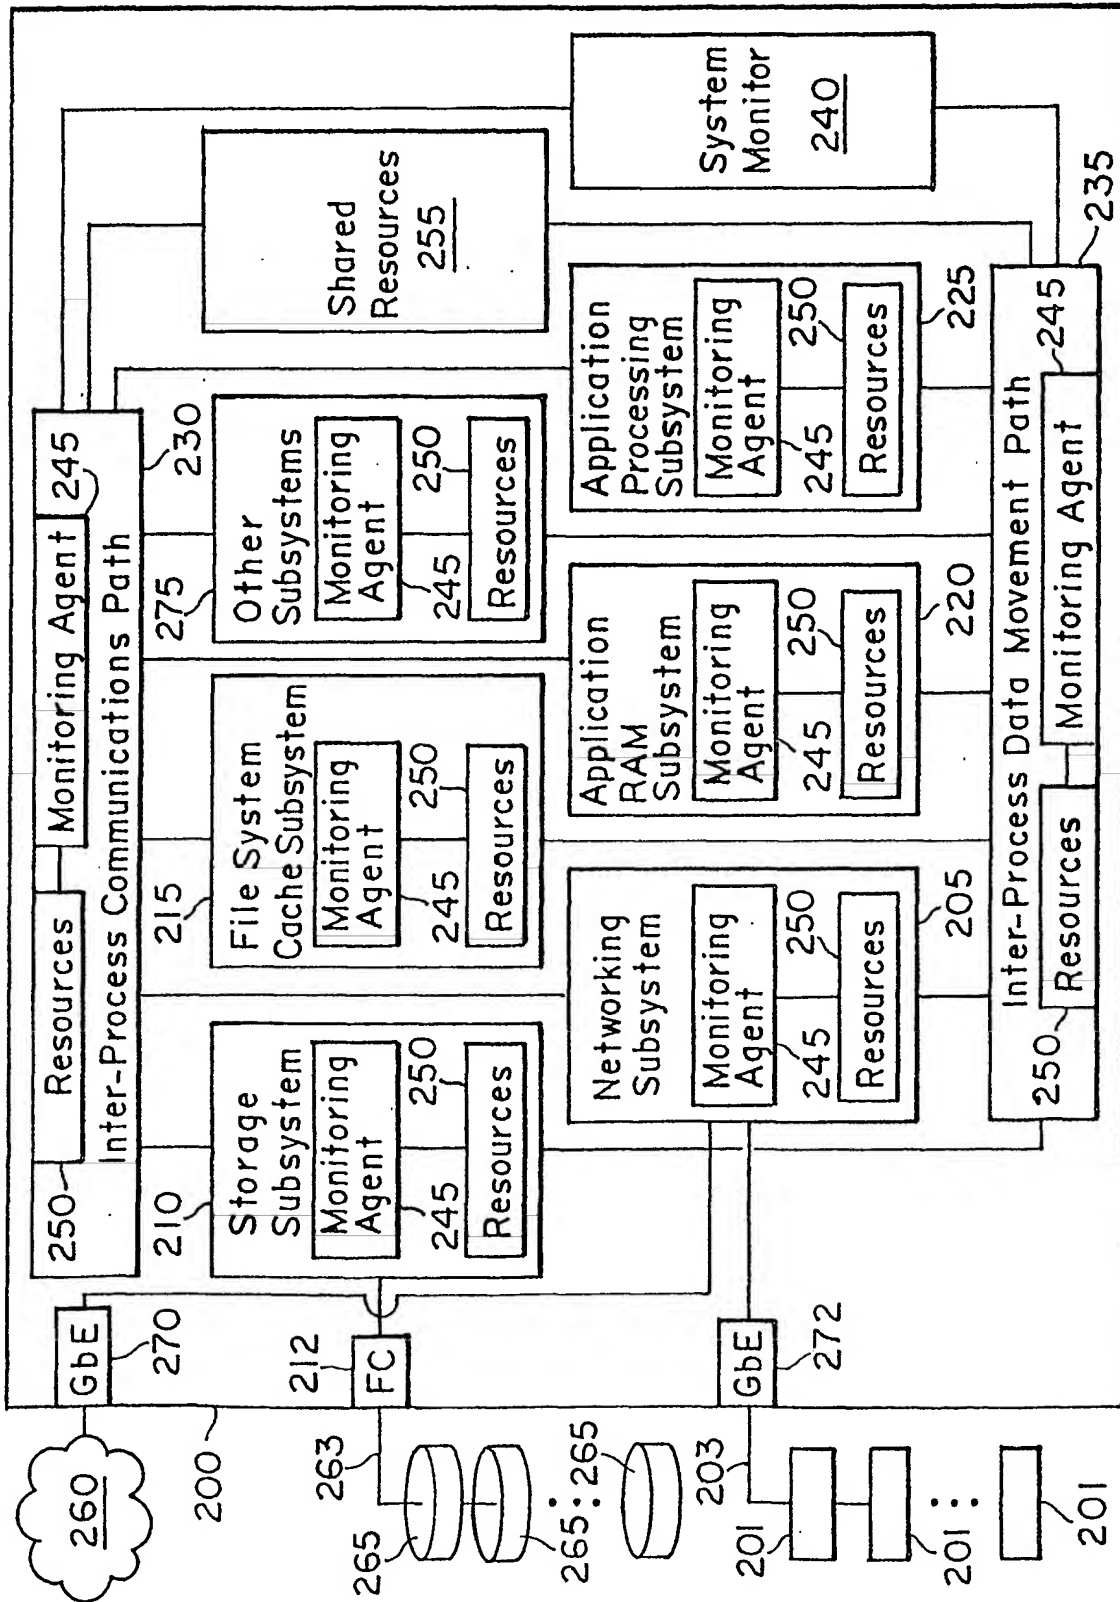 260
200
GbE
270
212
FC
263
265
265
265
GbE
272
203
201
201
201
250
Resources
Monitoring Agent
245
Inter-Process Communications Path
230
210
Storage
Subsystem
Monitoring
Agent
250
245
Resources
215
File System
Cache Subsystem
Monitoring
Agent
250
245
Resources
275
Other
Subsystems
Monitoring
Agent
250
245
Resources
Shared
Resources
255
Networking
Subsystem
Monitoring
Agent
250
245
Resources
205
Application
RAM
Subsystem
Monitoring
Agent
250
245
Resources
220
Application
Processing
Subsystem
Monitoring
Agent
250
245
Resources
225
System
Monitor
240
Inter-Process Data Movement Path
250
Resources
Monitoring Agent
245
235